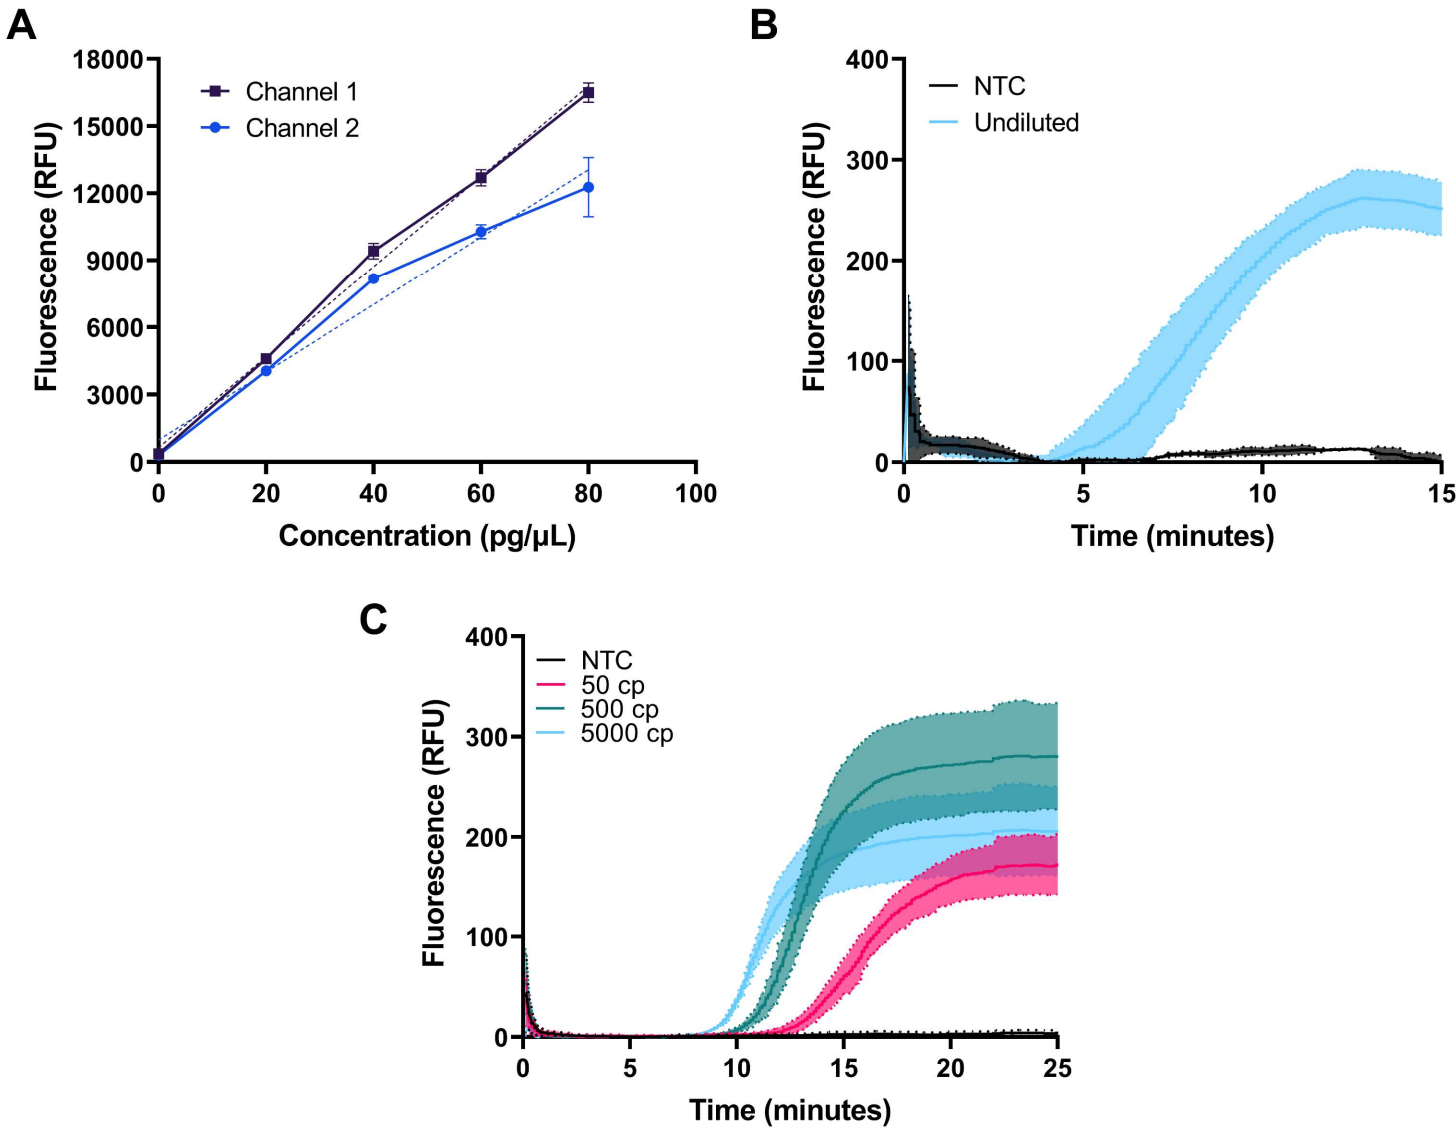 A
Fluorescence (RFU)
18000
15000
12000
9000
6000
3000
0
Channel 1
Channel 2
0 20 40 60 80 100
Concentration (pg/µL)
B
Fluorescence (RFU)
400
300
200
100
0
NTC
Undiluted
0 5 10 15
Time (minutes)
C
Fluorescence (RFU)
400
300
200
100
0
NTC
50 cp
500 cp
5000 cp
0 5 10 15 20 25
Time (minutes)